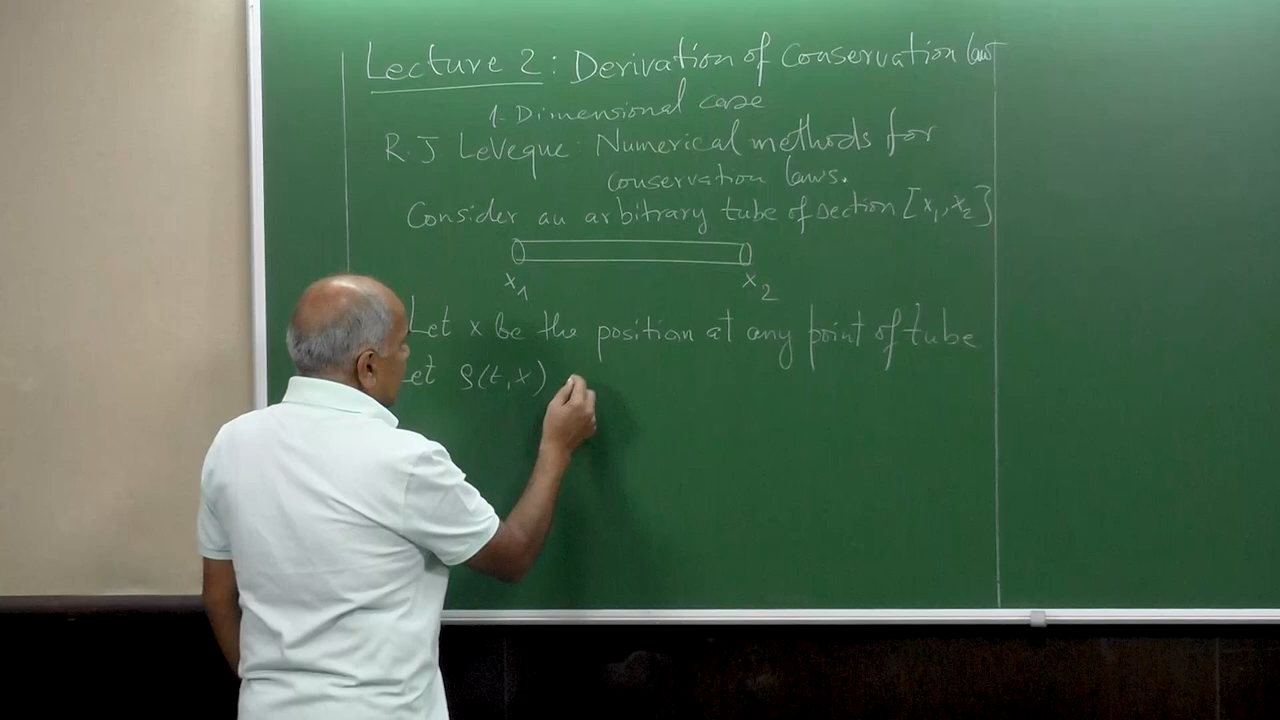 Lecture 2: Derivation of Conservation laws
1-Dimensional case
R.J LeVeque: Numerical methods for
conservation laws.
Consider an arbitrary tube of section [x₁, x₂]
x₁ x₂
Let x be the position at any point of tube
Let ρ(t,x)